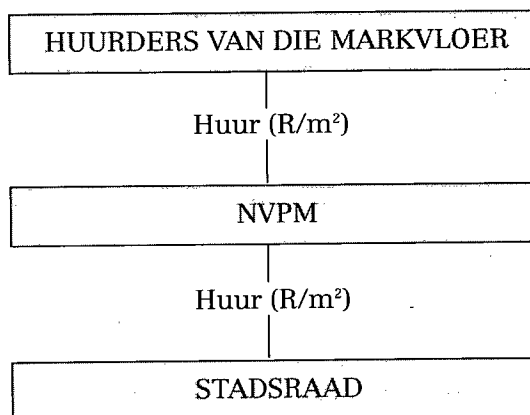 HUURDERS VAN DIE MARKVLOER
Huur (R/m²)
NVPM
Huur (R/m²)
STADSRAAD